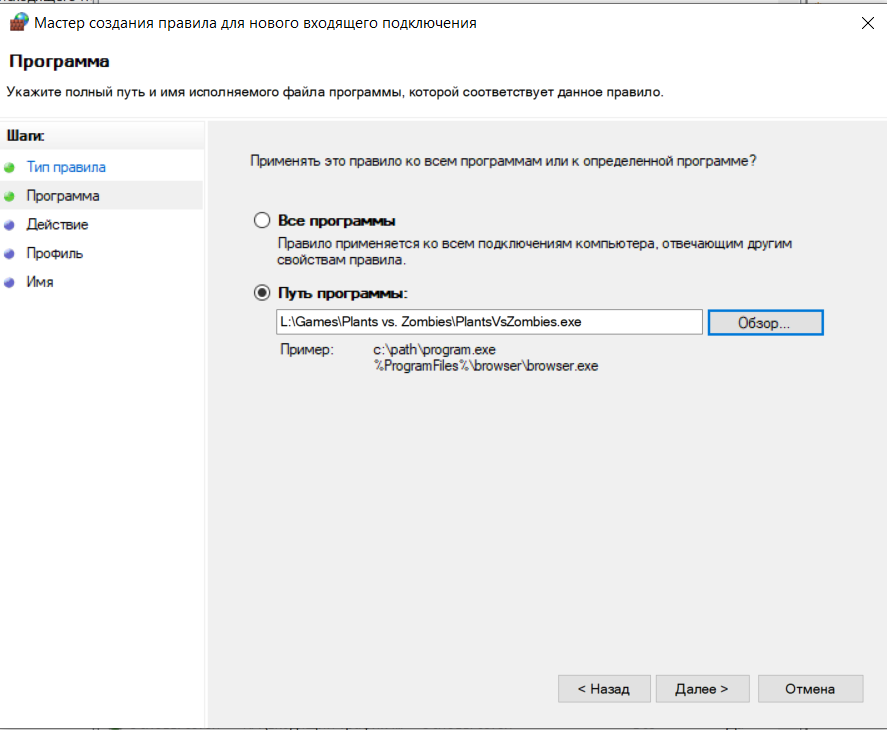 Мастер создания правила для нового входящего подключения
Программа
Укажите полный путь и имя исполняемого файла программы, которой соответствует данное правило.
Шаги:
Тип правила
Программа
Действие
Профиль
Имя
Применять это правило ко всем программам или к определенной программе?
Все программы
Правило применяется ко всем подключениям компьютера, отвечающим другим
свойствам правила.
Путь программы:
L:\Games\Plants vs. Zombies\PlantsVsZombies.exe
Обзор...
Пример: c:\path\program.exe
%ProgramFiles%\browser\browser.exe
< Назад Далее > Отмена